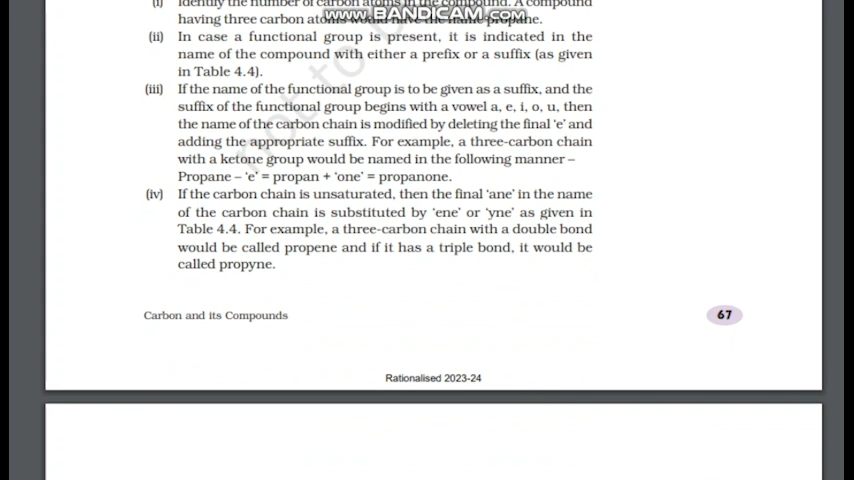 (i) Identify the number of carbon atoms in the compound. A compound
www.BANDICAM.com
having three carbon atoms would have the name propane.
(ii) In case a functional group is present, it is indicated in the
name of the compound with either a prefix or a suffix (as given
in Table 4.4).
(iii) If the name of the functional group is to be given as a suffix, and the
suffix of the functional group begins with a vowel a, e, i, o, u, then
the name of the carbon chain is modified by deleting the final ‘e’ and
adding the appropriate suffix. For example, a three-carbon chain
with a ketone group would be named in the following manner –
Propane – ‘e’ = propan + ‘one’ = propanone.
(iv) If the carbon chain is unsaturated, then the final ‘ane’ in the name
of the carbon chain is substituted by ‘ene’ or ‘yne’ as given in
Table 4.4. For example, a three-carbon chain with a double bond
would be called propene and if it has a triple bond, it would be
called propyne.
not to b
Carbon and its Compounds
67
Rationalised 2023-24